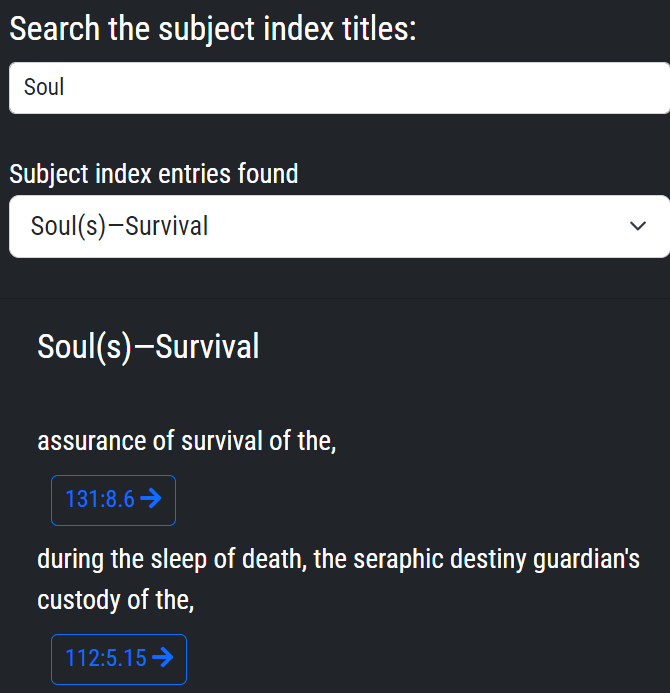 Search the subject index titles:
Soul
Subject index entries found
Soul(s)—Survival
Soul(s)—Survival
assurance of survival of the,
131:8.6 →
during the sleep of death, the seraphic destiny guardian's
custody of the,
112:5.15 →